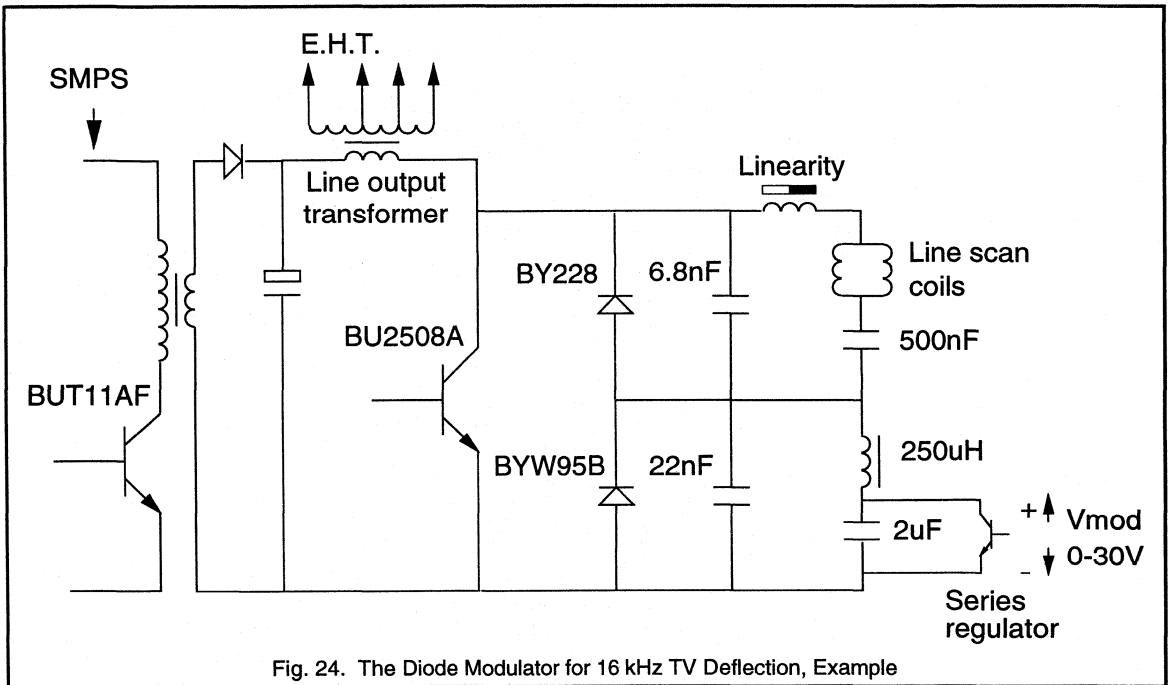 E.H.T.
SMPS
Line output
transformer
Linearity
BY228
6.8nF
Line scan
coils
BU2508A
500nF
BUT11AF
BYW95B
22nF
250uH
2uF
+
Vmod
0-30V
-
Series
regulator
Fig. 24. The Diode Modulator for 16 kHz TV Deflection, Example